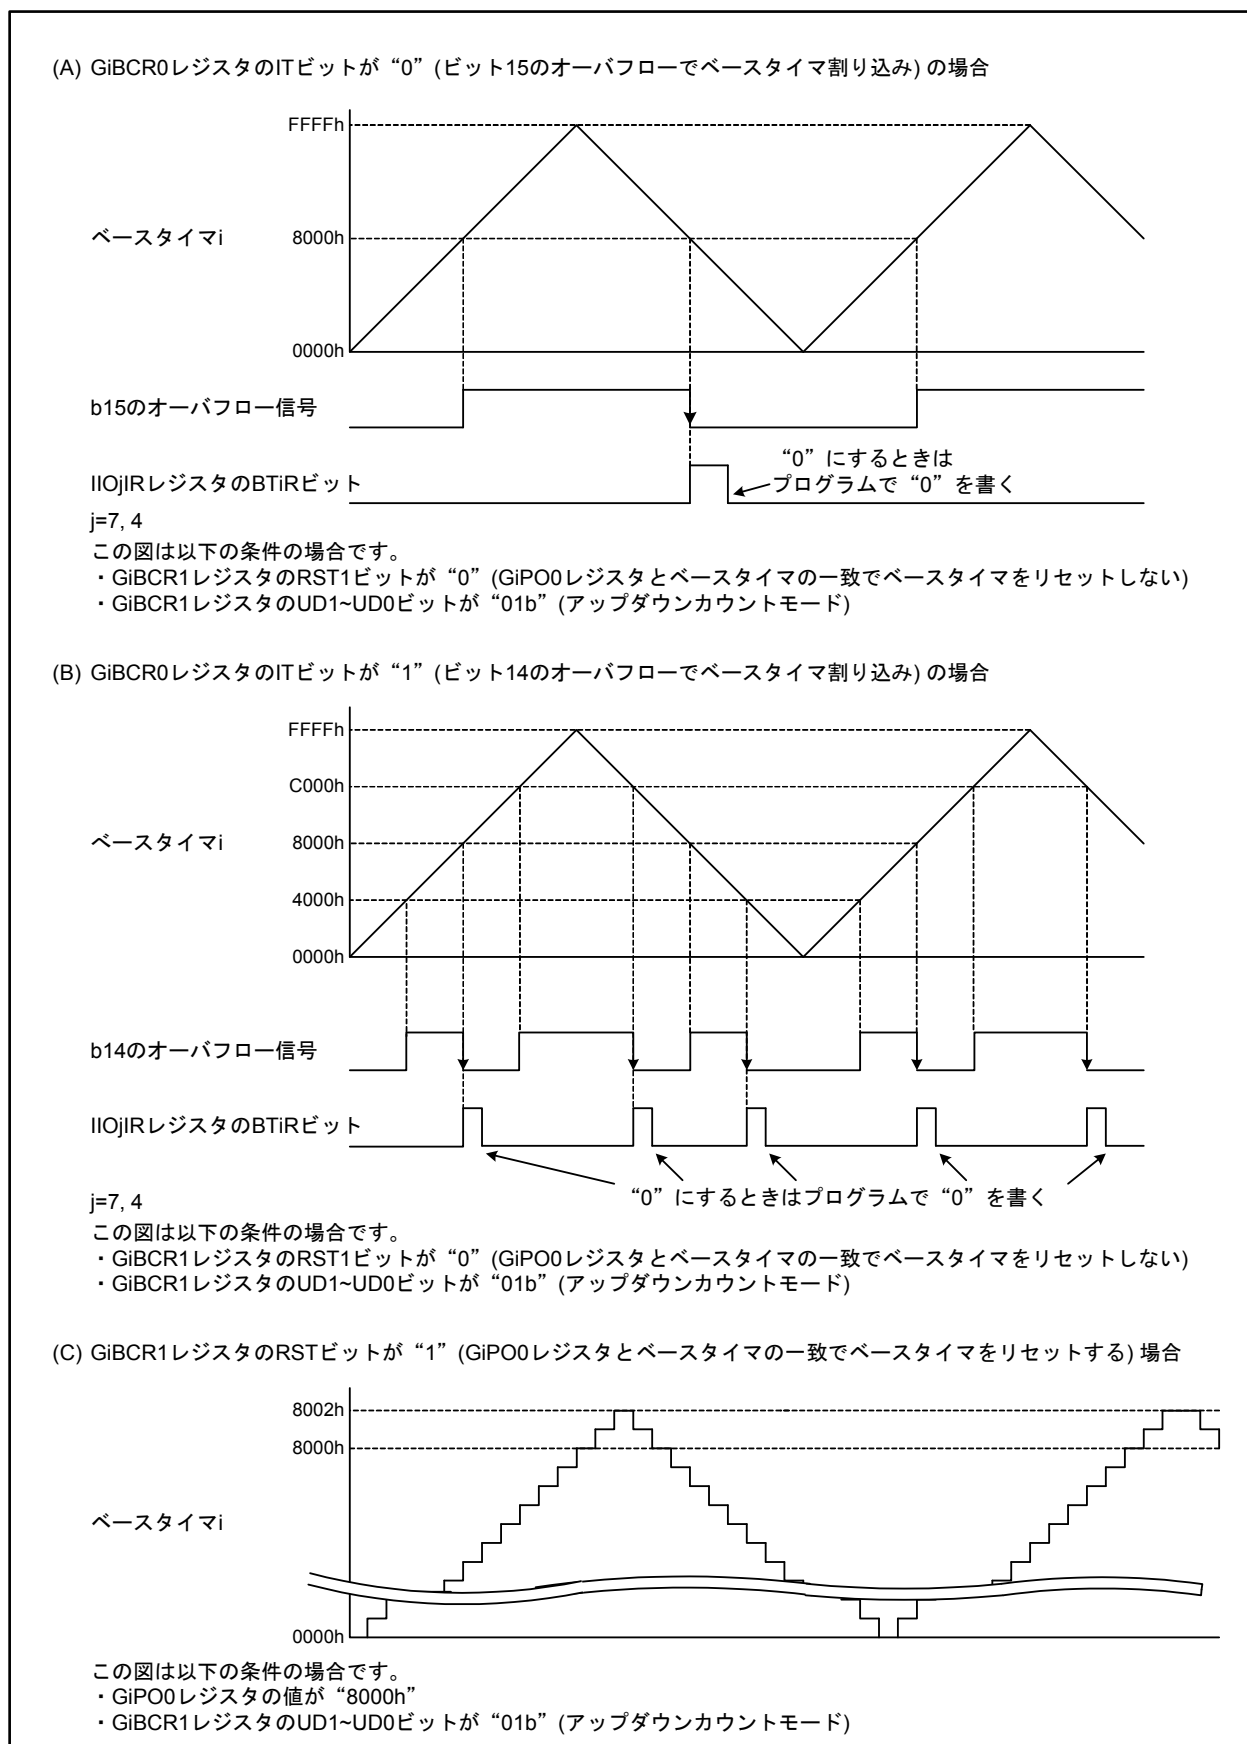 (A) GiBCR0レジスタのITビットが“0”(ビット15のオーバフローでベースタイマ割り込み) の場合
FFFFh
ベースタイマi
8000h
0000h
b15のオーバフロー信号
“0”にするときは
プログラムで“0”を書く
IIOjIRレジスタのBTiRビット
j=7, 4
この図は以下の条件の場合です。
・GiBCR1レジスタのRST1ビットが“0”(GiPO0レジスタとベースタイマの一致でベースタイマをリセットしない)
・GiBCR1レジスタのUD1~UD0ビットが“01b”(アップダウンカウントモード)
(B) GiBCR0レジスタのITビットが“1”(ビット14のオーバフローでベースタイマ割り込み) の場合
FFFFh
C000h
ベースタイマi
8000h
4000h
0000h
b14のオーバフロー信号
IIOjIRレジスタのBTiRビット
“0”にするときはプログラムで“0”を書く
j=7, 4
この図は以下の条件の場合です。
・GiBCR1レジスタのRST1ビットが“0”(GiPO0レジスタとベースタイマの一致でベースタイマをリセットしない)
・GiBCR1レジスタのUD1~UD0ビットが“01b”(アップダウンカウントモード)
(C) GiBCR1レジスタのRSTビットが“1”(GiPO0レジスタとベースタイマの一致でベースタイマをリセットする) 場合
8002h
8000h
ベースタイマi
0000h
この図は以下の条件の場合です。
・GiPO0レジスタの値が“8000h”
・GiBCR1レジスタのUD1~UD0ビットが“01b”(アップダウンカウントモード)